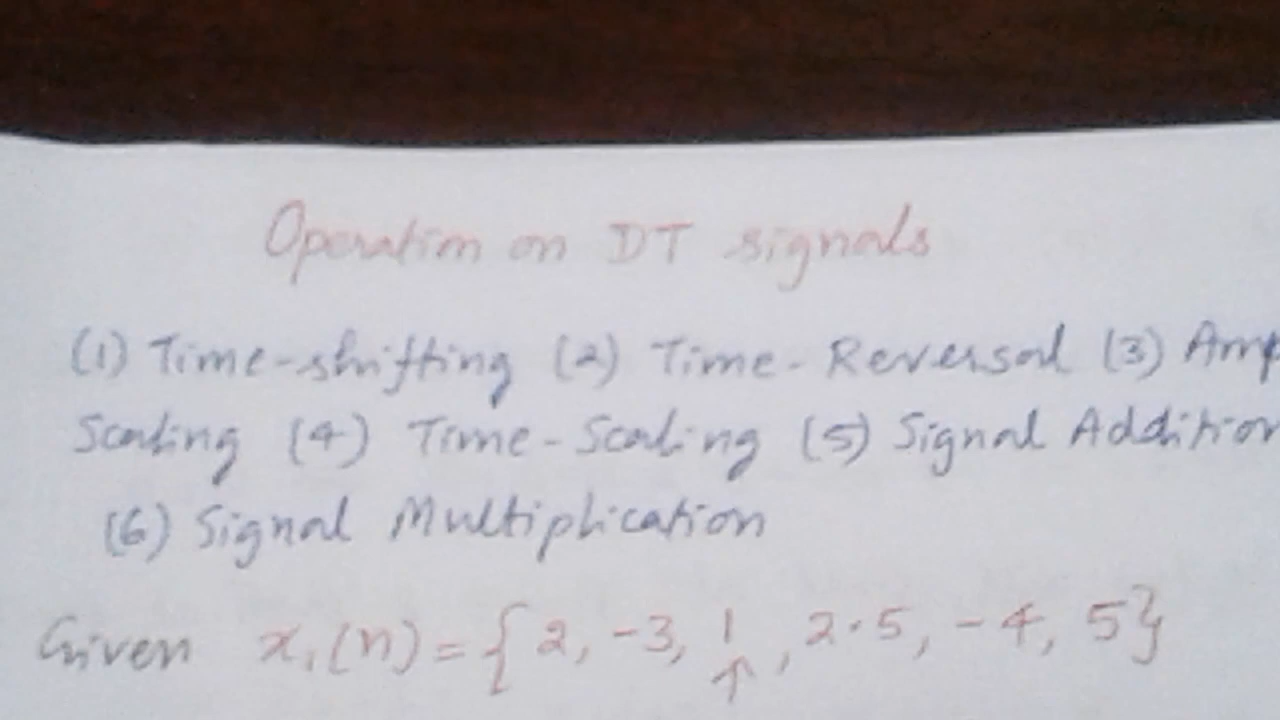 Operation on DT signals
(1) Time-shifting (2) Time-Reversal (3) Amp
Scaling (4) Time-Scaling (5) Signal Addition
(6) Signal Multiplication
Given x₁(n) = {2, -3, 1, 2.5, -4, 5}
↑